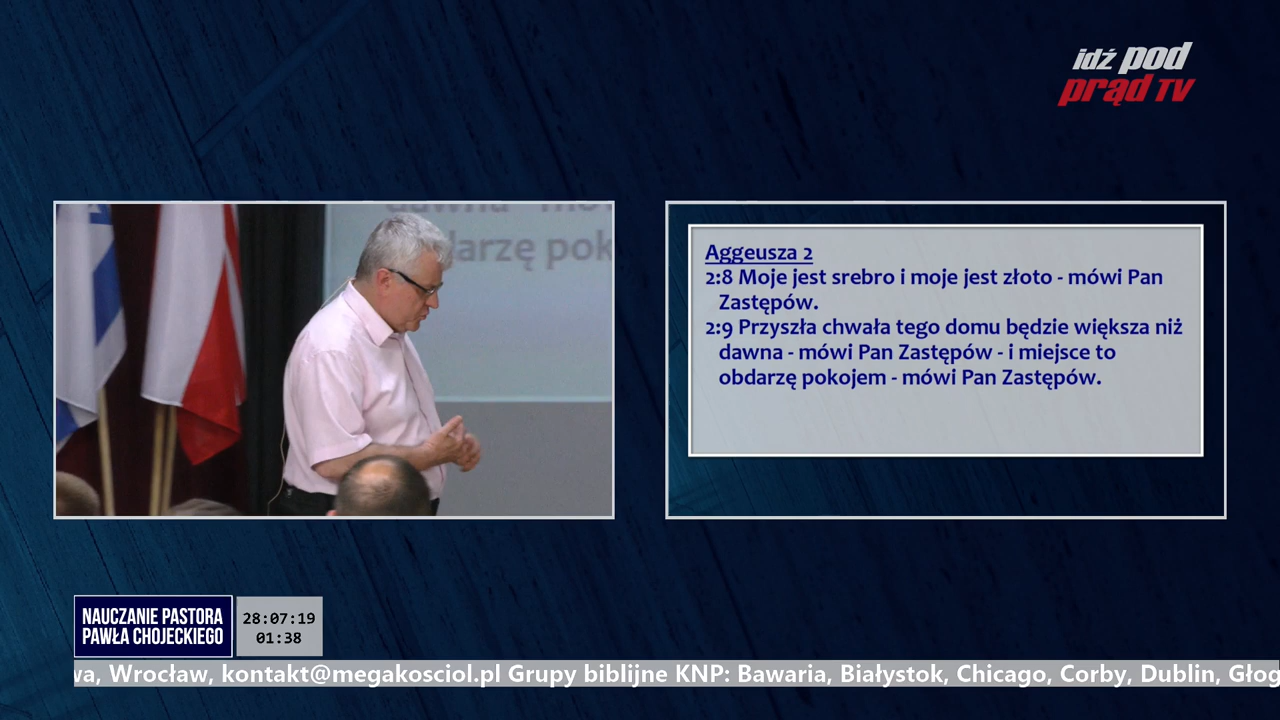 idź pod
prąd TV
dawna - mów
obdarzę pok
Aggeusza 2
2:8 Moje jest srebro i moje jest złoto - mówi Pan
Zastępów.
2:9 Przyszła chwała tego domu będzie większa niż
dawna - mówi Pan Zastępów - i miejsce to
obdarzę pokojem - mówi Pan Zastępów.
NAUCZANIE PASTORA
PAWŁA CHOJECKIEGO
28:07:19
01:38
wa, Wrocław, kontakt@megakosciol.pl Grupy biblijne KNP: Bawaria, Białystok, Chicago, Corby, Dublin, Głog